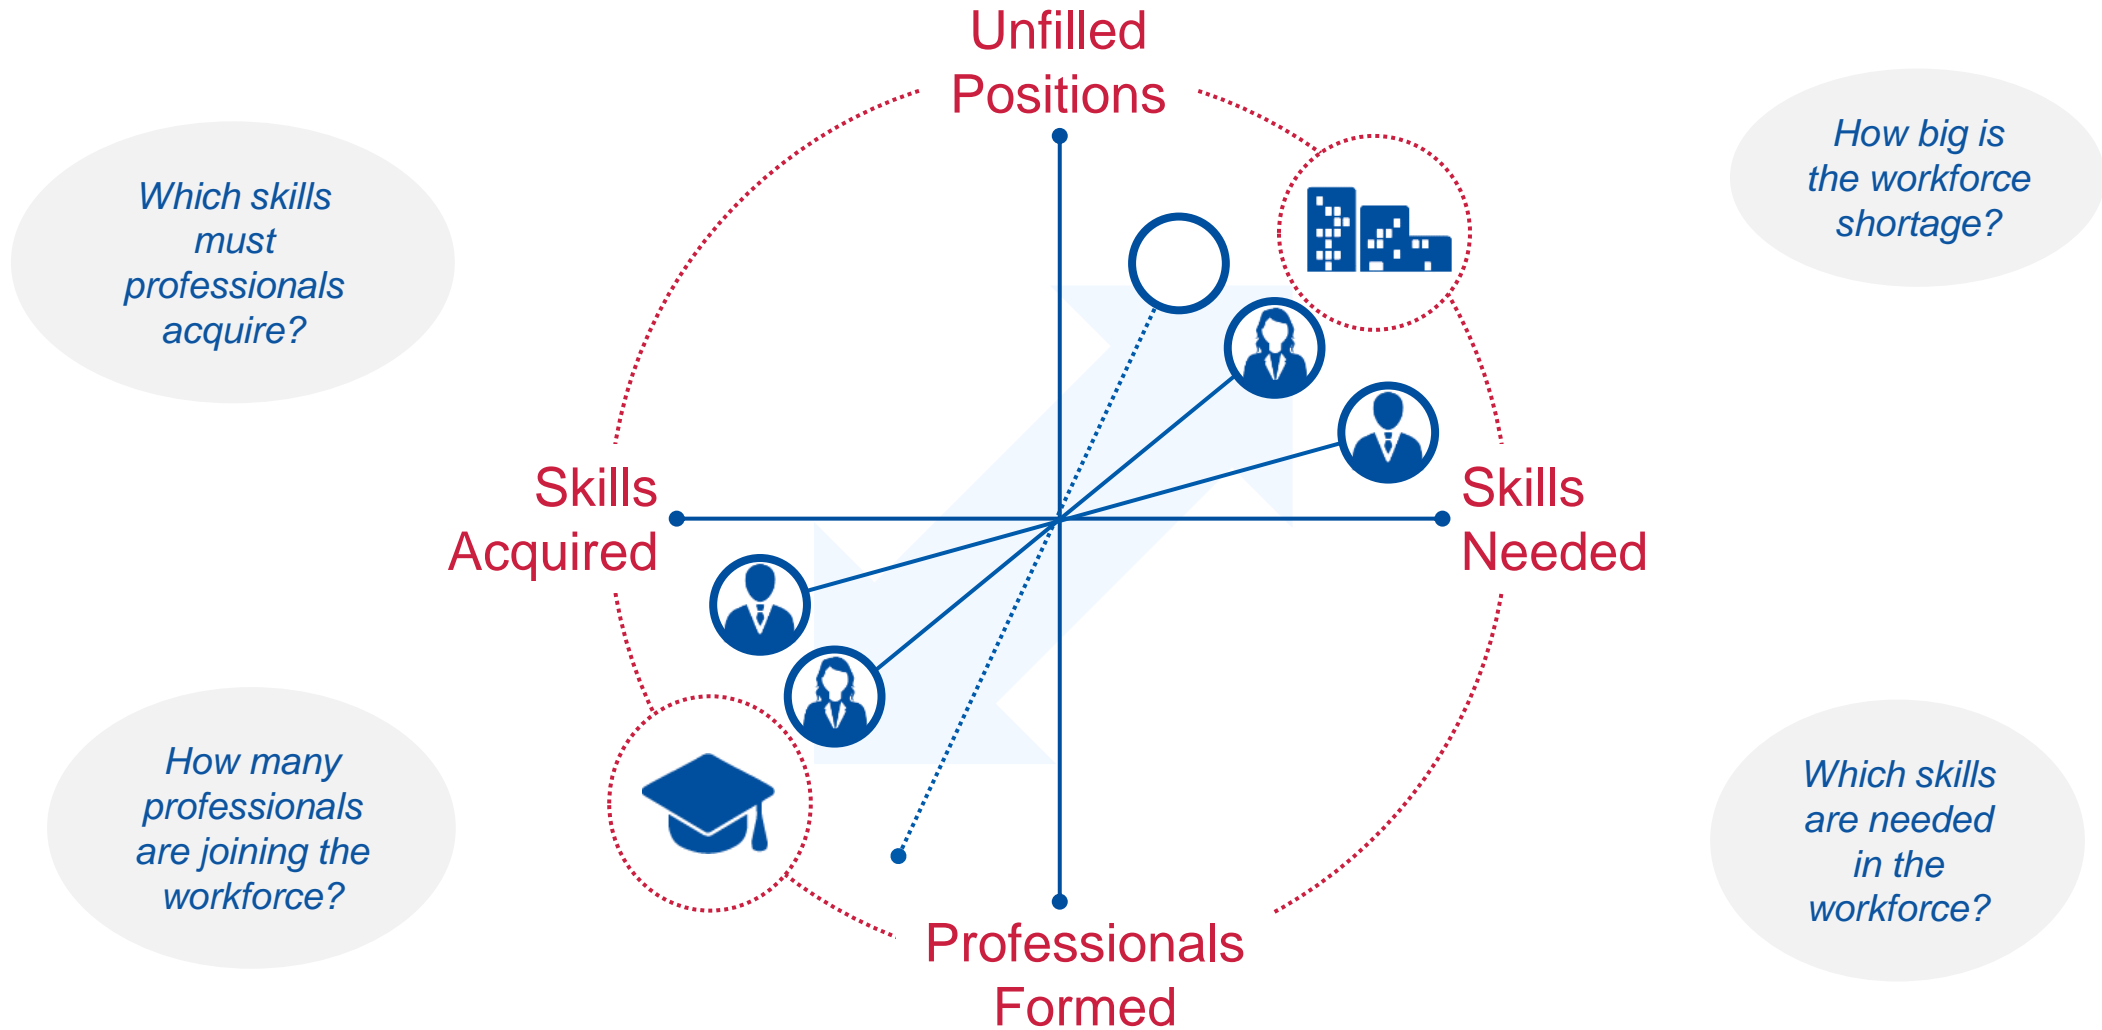 Unfilled
Positions
Which skills
must
professionals
acquire?
How big is
the workforce
shortage?
Skills
Acquired
Skills
Needed
How many
professionals
are joining the
workforce?
Which skills
are needed
in the
workforce?
Professionals
Formed